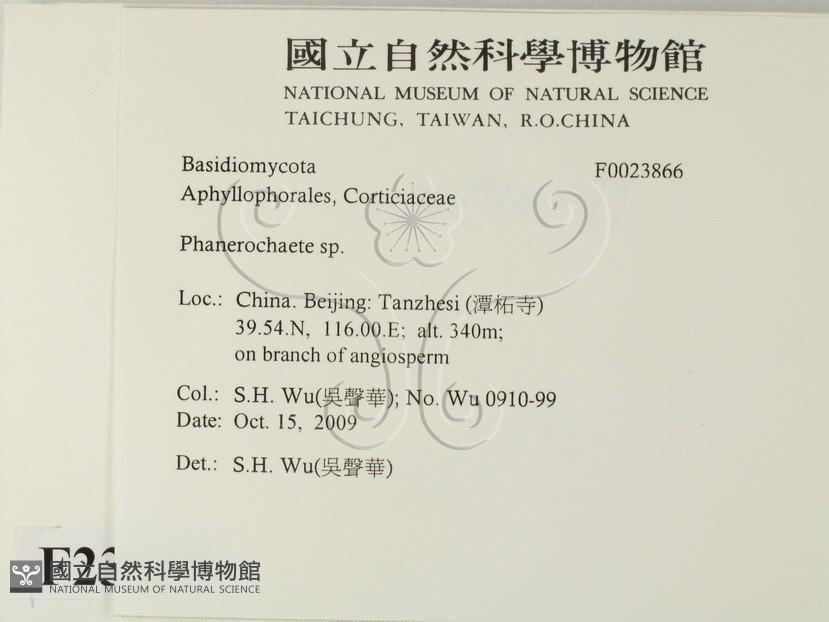 國立自然科學博物館
NATIONAL MUSEUM OF NATURAL SCIENCE
TAICHUNG, TAIWAN, R.O.CHINA
Basidiomycota F0023866
Aphyllophorales, Corticiaceae
Phanerochaete sp.
Loc.: China. Beijing: Tanzhesi (潭柘寺)
39.54.N, 116.00.E; alt. 340m;
on branch of angiosperm
Col.: S.H. Wu(吳聲華); No. Wu 0910-99
Date: Oct. 15, 2009
Det.: S.H. Wu(吳聲華)
F23
國立自然科學博物館
NATIONAL MUSEUM OF NATURAL SCIENCE